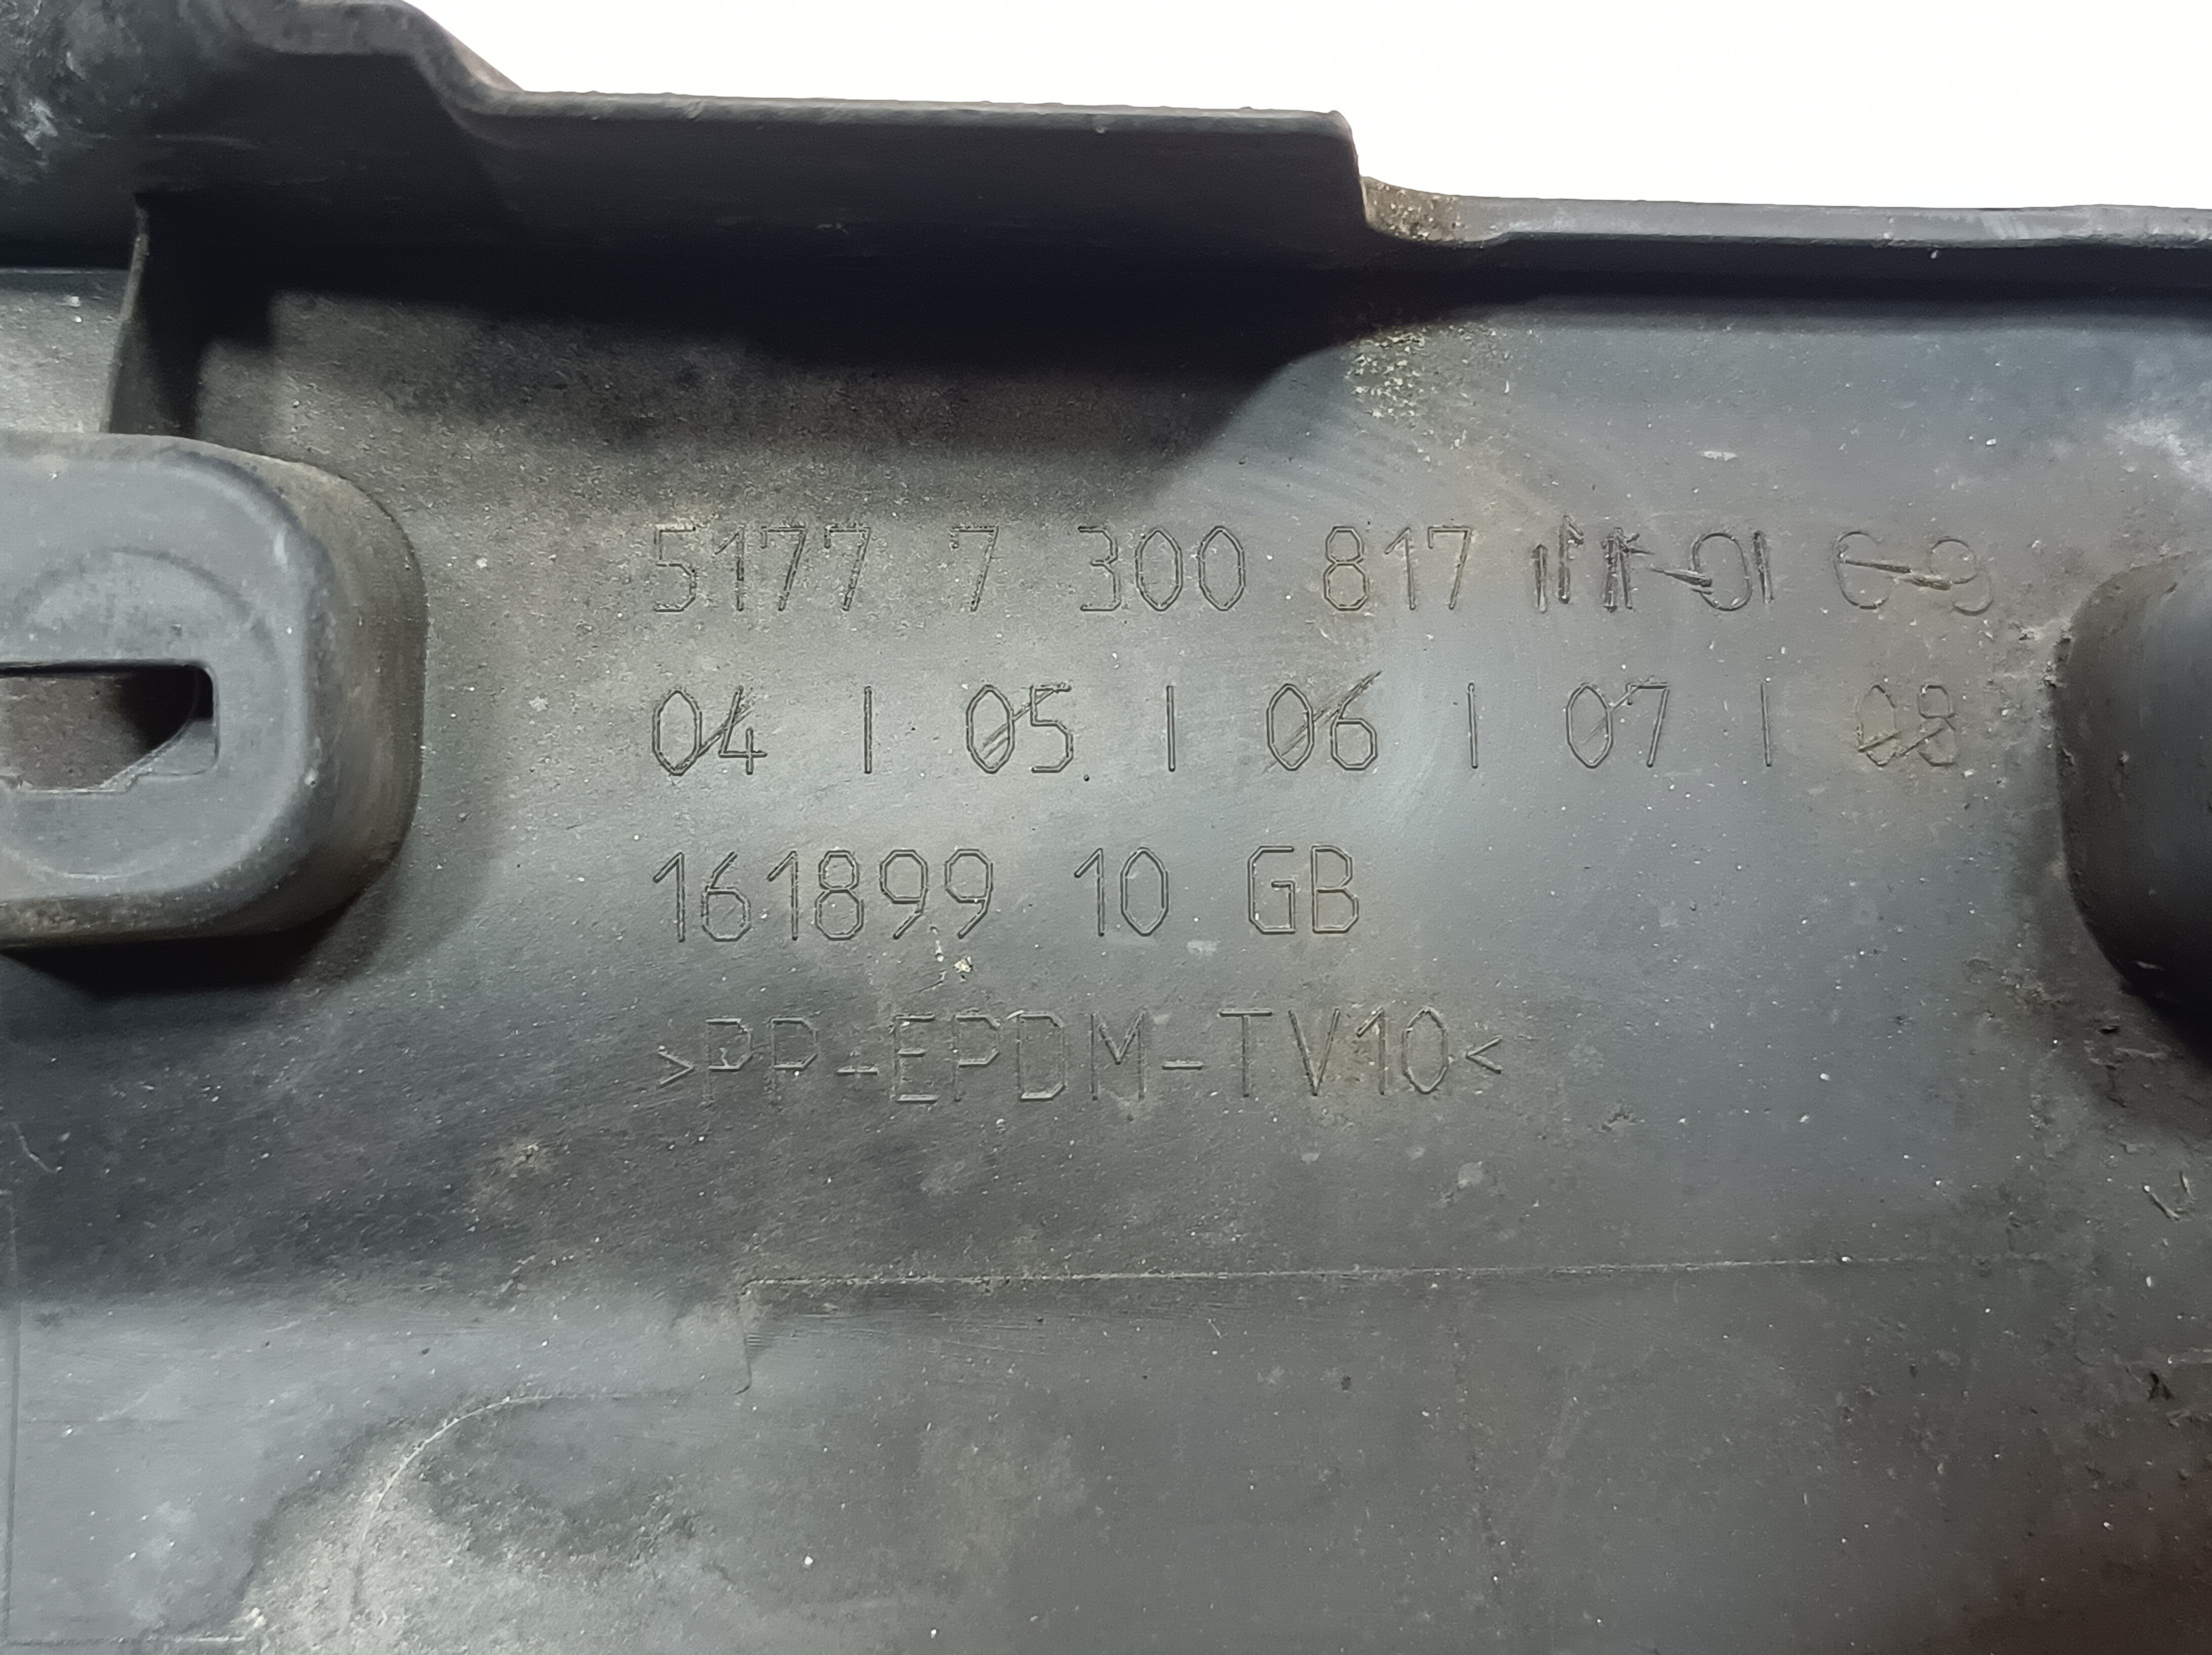 5177 7 300 817
04 | 05 | 06 | 07 | 08
161899 10 GB
>PP+EPDM-TV10<